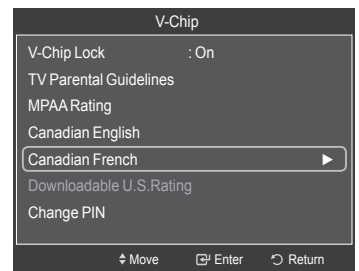 V-Chip
V-Chip Lock : On
TV Parental Guidelines
MPAA Rating
Canadian English
Canadian French
Downloadable U.S.Rating
Change PIN
Move Enter Return